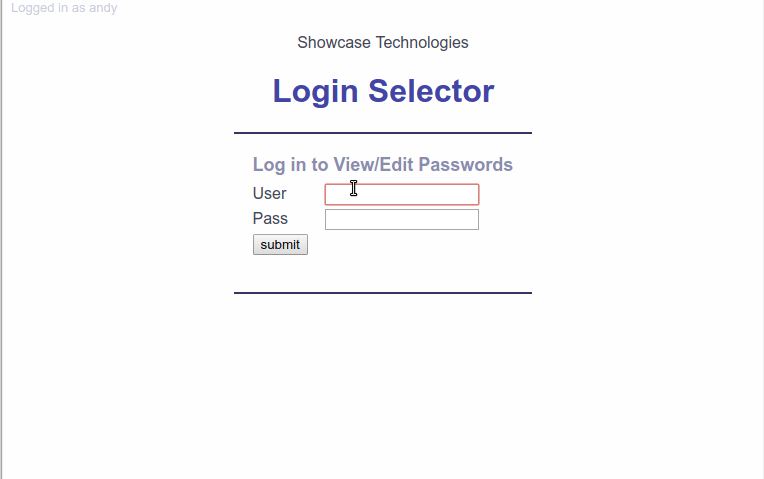 Logged in as andy
Showcase Technologies
Login Selector
Log in to View/Edit Passwords
User
Pass
submit